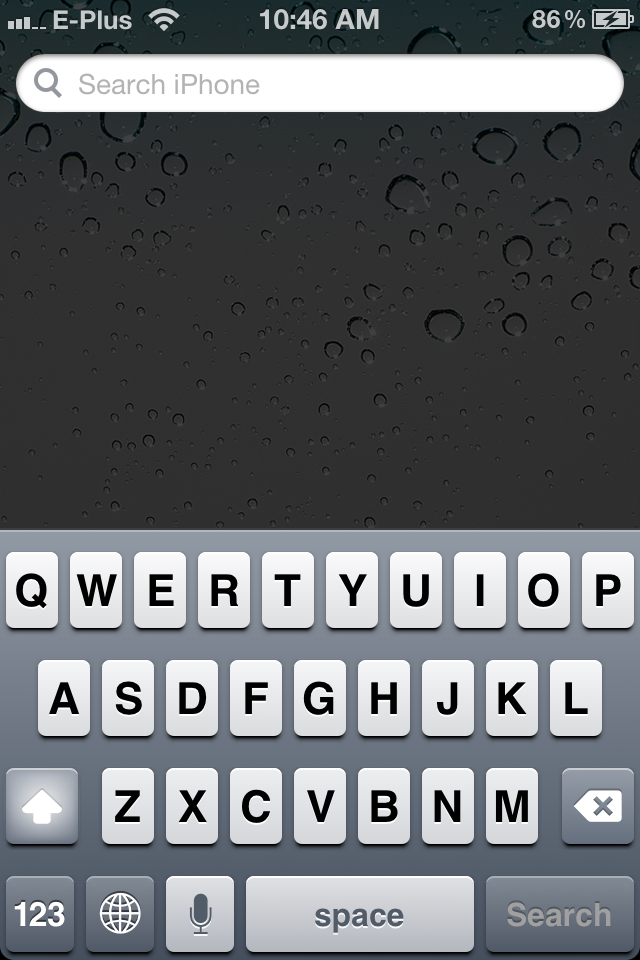 E-Plus 10:46 AM 86%
Search iPhone
Q W E R T Y U I O P
A S D F G H J K L
Z X C V B N M
123 space Search